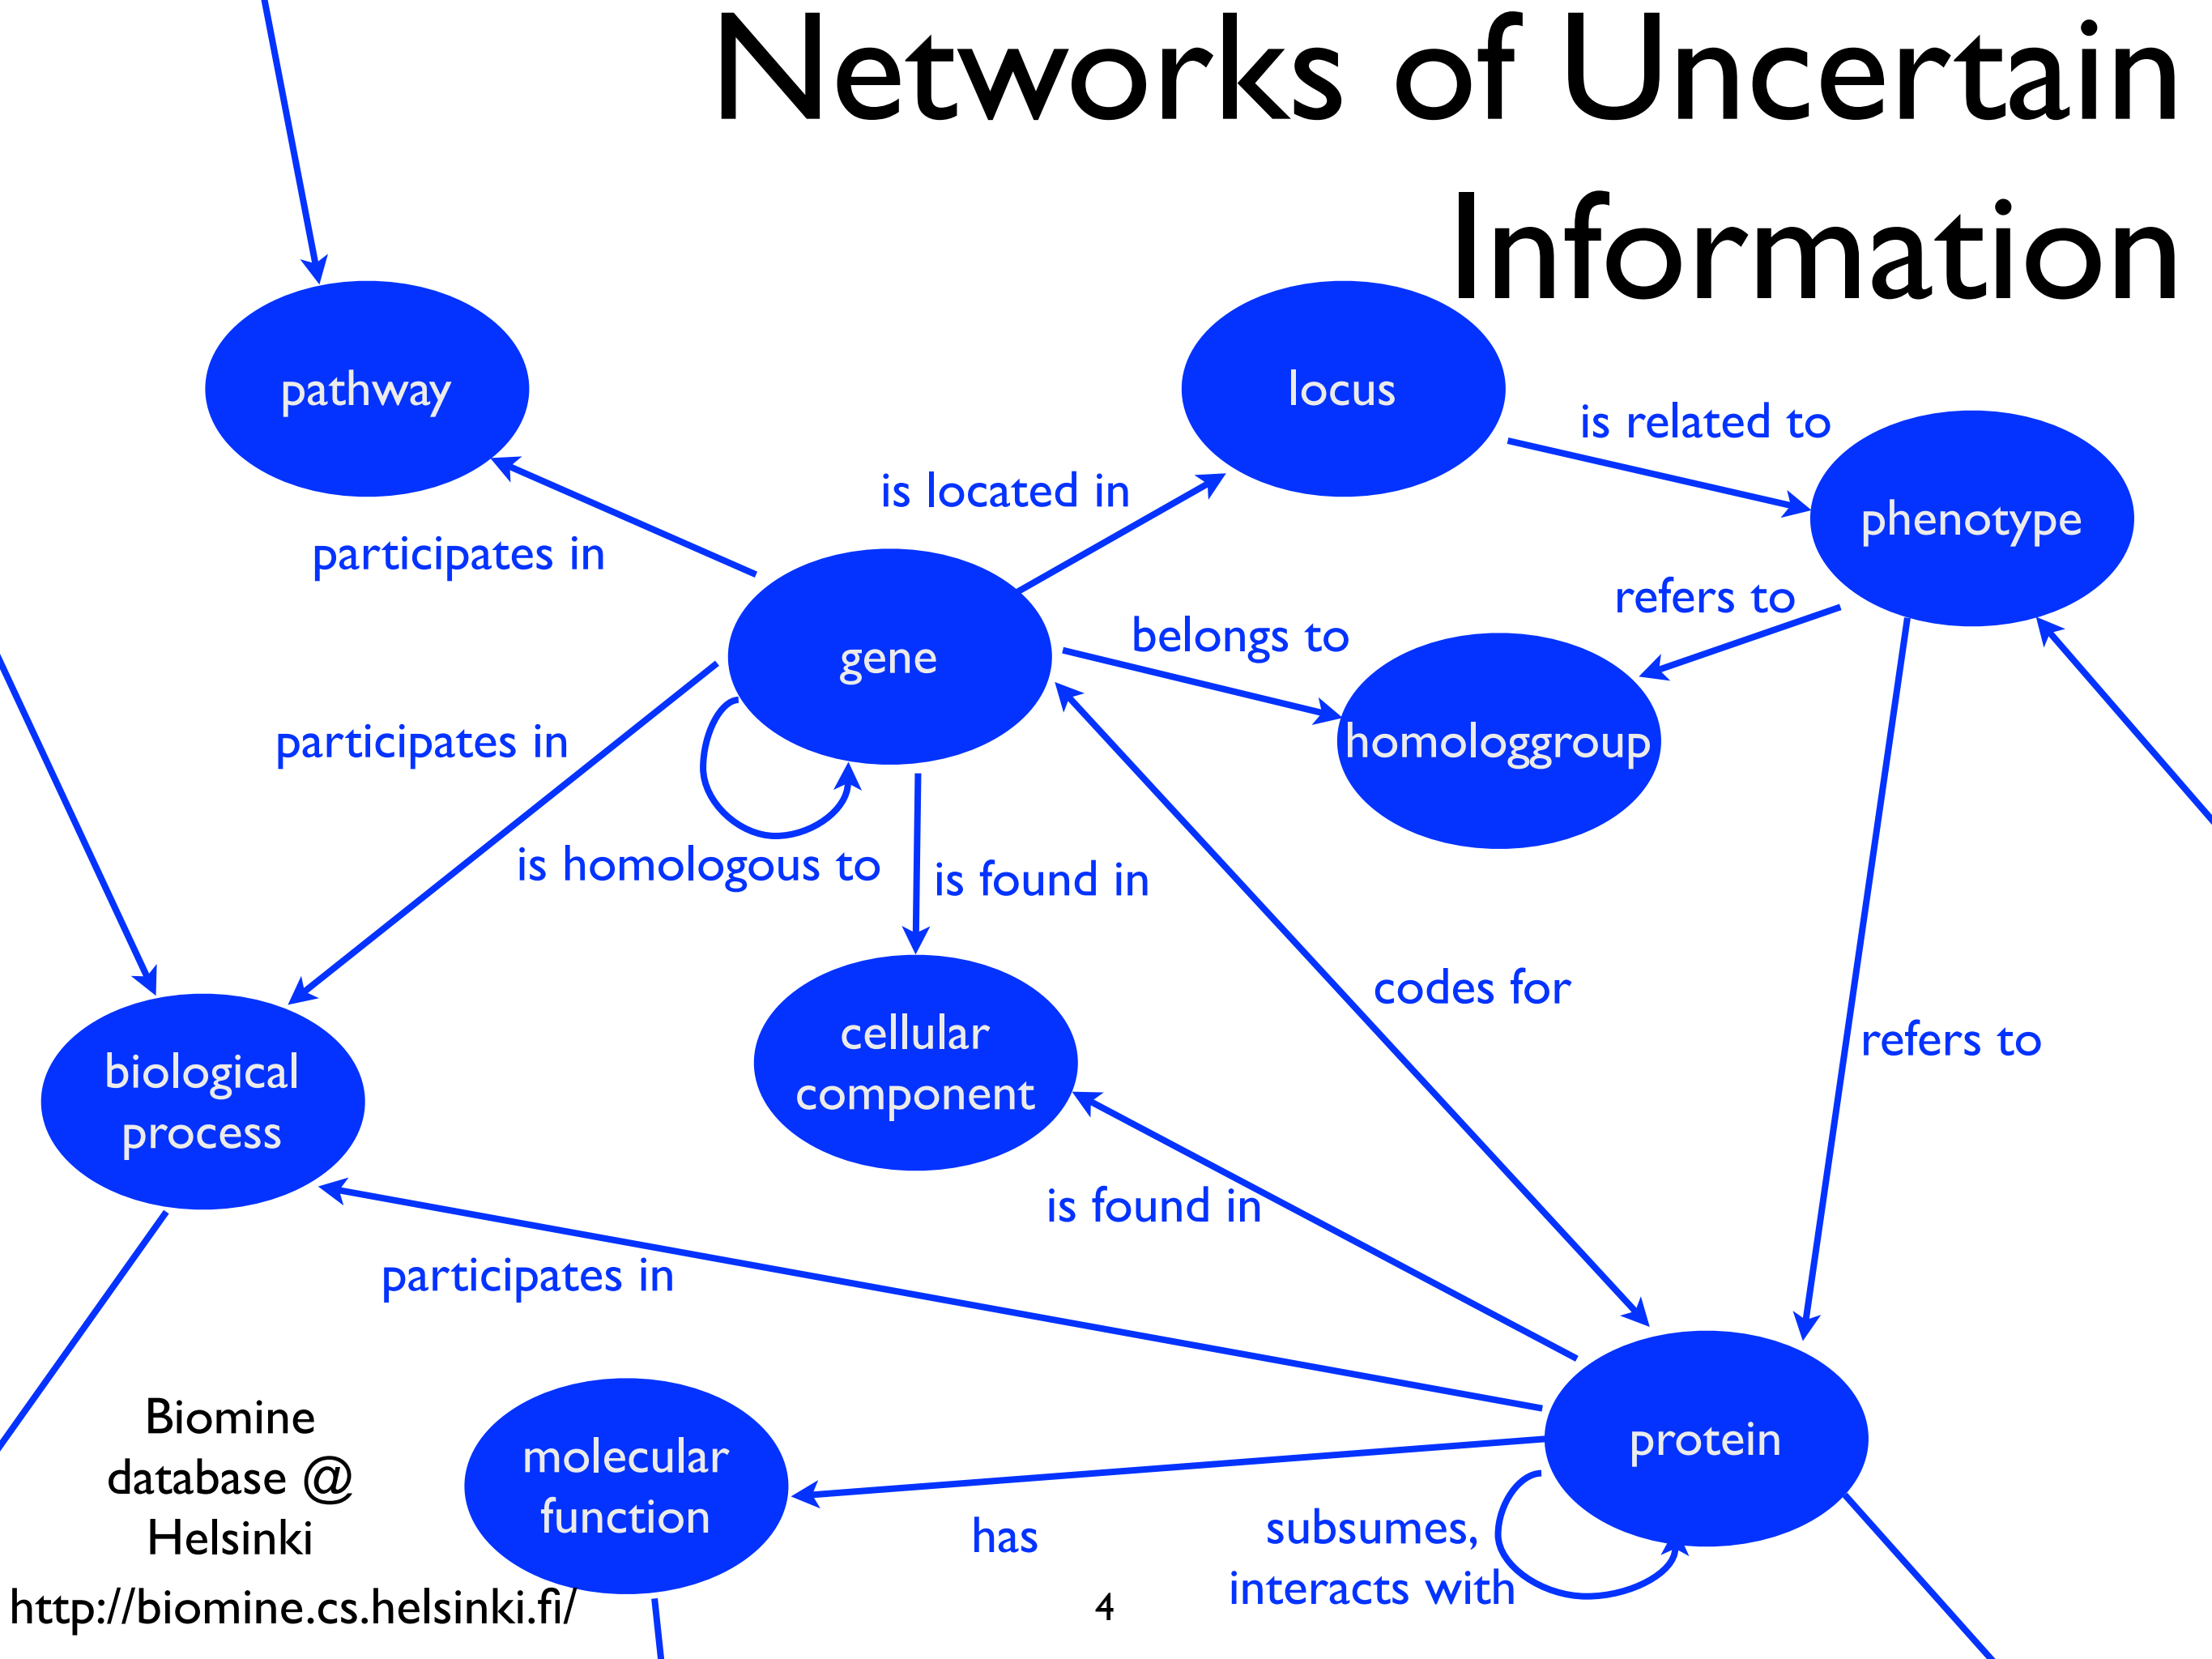 Networks of Uncertain
Information
pathway
locus
is related to
phenotype
is located in
participates in
refers to
belongs to
gene
homologgroup
participates in
is homologous to
is found in
codes for
cellular
component
refers to
biological
process
is found in
participates in
Biomine
database @
Helsinki
http://biomine.cs.helsinki.fi/
molecular
function
protein
has
subsumes,
interacts with
4